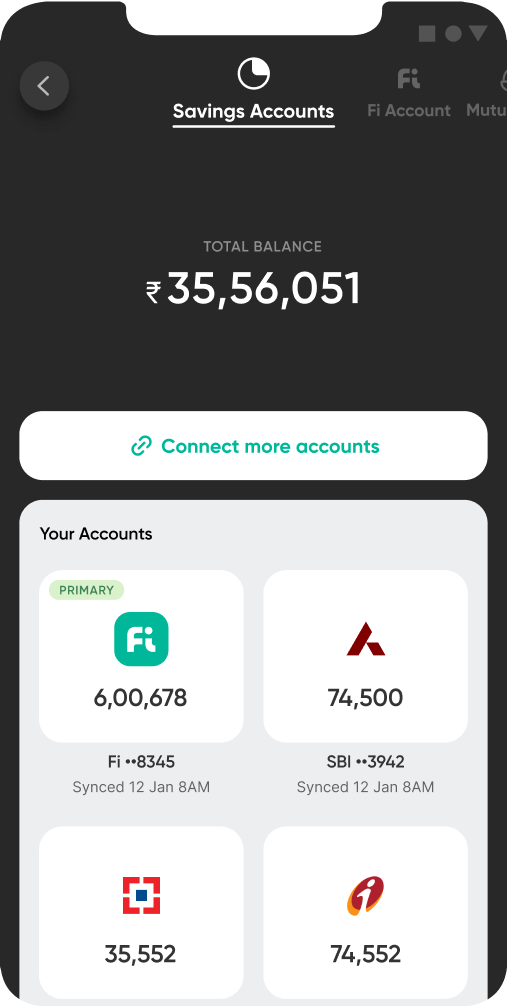 Savings Accounts
Fi Account
Mutu
TOTAL BALANCE
₹35,56,051
Connect more accounts
Your Accounts
PRIMARY
Fi
6,00,678
74,500
Fi ••8345
SBI ••3942
Synced 12 Jan 8AM
Synced 12 Jan 8AM
35,552
74,552